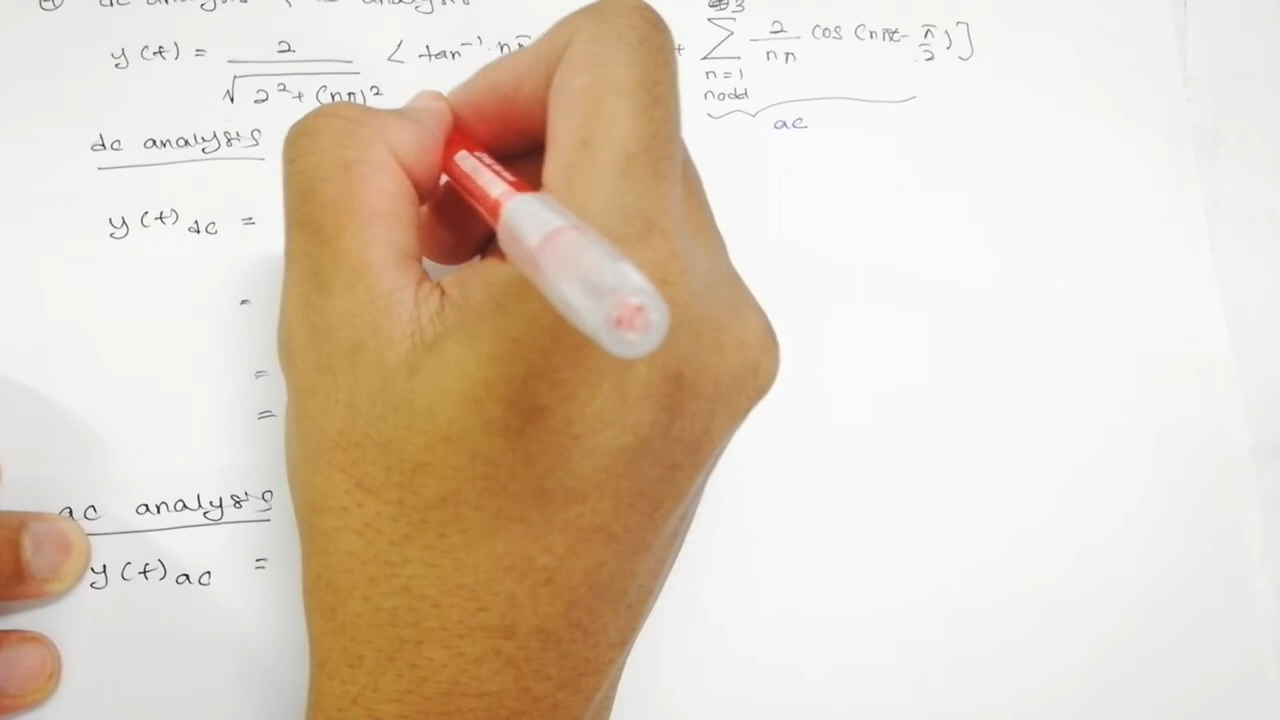 y(t) = 2 / √2² + (nπ)² ∠ tan⁻¹ nπ + ∑ n=1 nodd 3 2/nπ cos (nπt - π/2) ]
ac
dc analysis
y(t)dc =
=
=
=
ac analysis
y(t)ac =